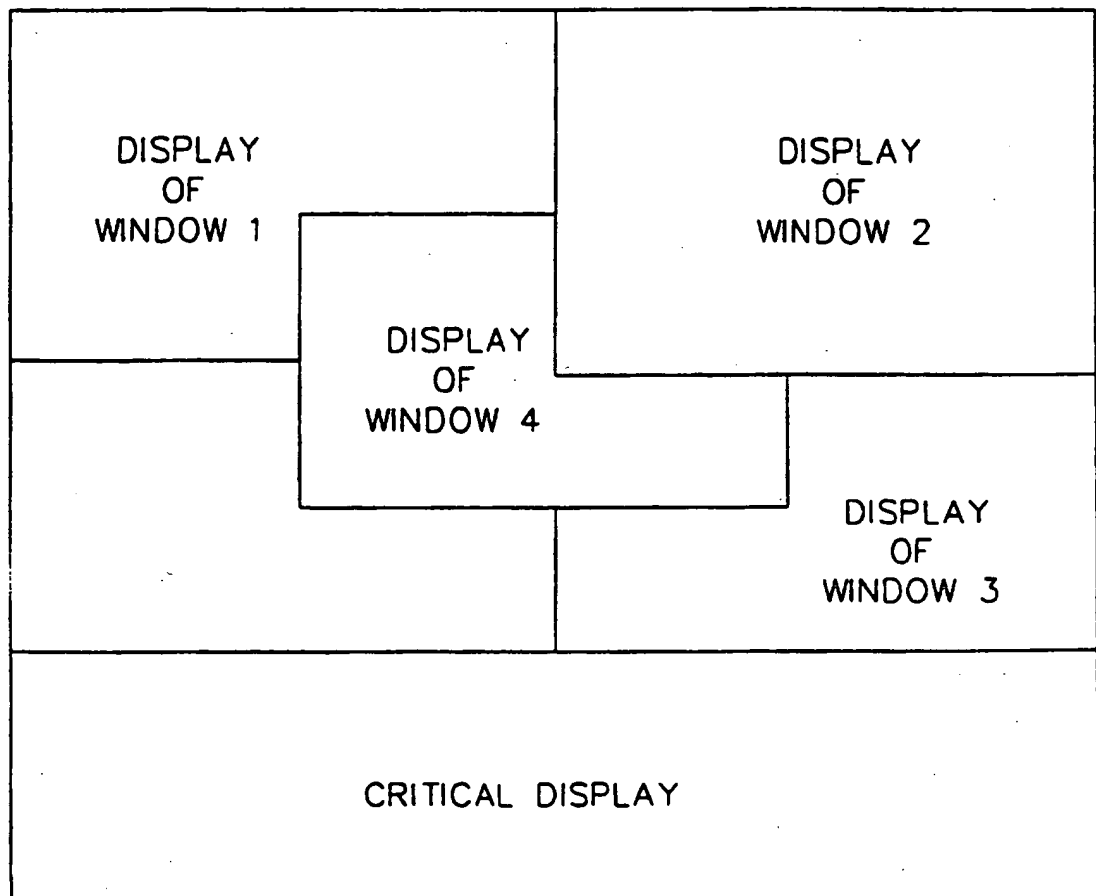 DISPLAY
OF
WINDOW 1
DISPLAY
OF
WINDOW 2
DISPLAY
OF
WINDOW 4
DISPLAY
OF
WINDOW 3
CRITICAL DISPLAY